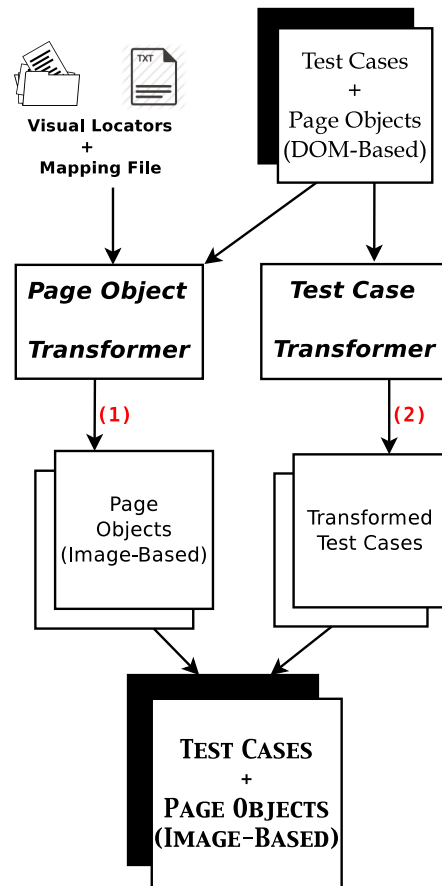 TXT
Visual Locators
+
Mapping File
Test Cases
+
Page Objects
(DOM-Based)
Page Object
Transformer
Test Case
Transformer
(1)
(2)
Page
Objects
(Image-Based)
Transformed
Test Cases
TEST CASES
+
PAGE OBJECTS
(IMAGE-BASED)